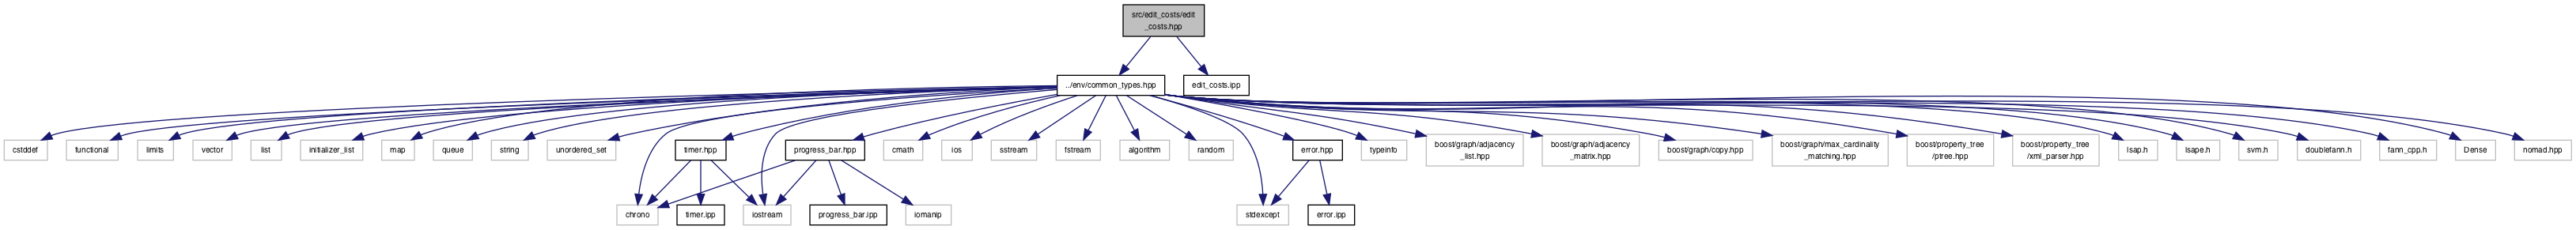 src/edit_costs/edit
_costs.hpp
../env/common_types.hpp
edit_costs.ipp
cstddef
functional
limits
vector
list
initializer_list
map
queue
string
unordered_set
timer.hpp
progress_bar.hpp
cmath
ios
sstream
fstream
algorithm
random
error.hpp
typeinfo
boost/graph/adjacency
_list.hpp
boost/graph/adjacency
_matrix.hpp
boost/graph/copy.hpp
boost/graph/max_cardinality
_matching.hpp
boost/property_tree
/ptree.hpp
boost/property_tree
/xml_parser.hpp
lsap.h
lsape.h
svm.h
doublefann.h
fann_cpp.h
Dense
nomad.hpp
chrono
timer.ipp
iostream
progress_bar.ipp
iomanip
stdexcept
error.ipp